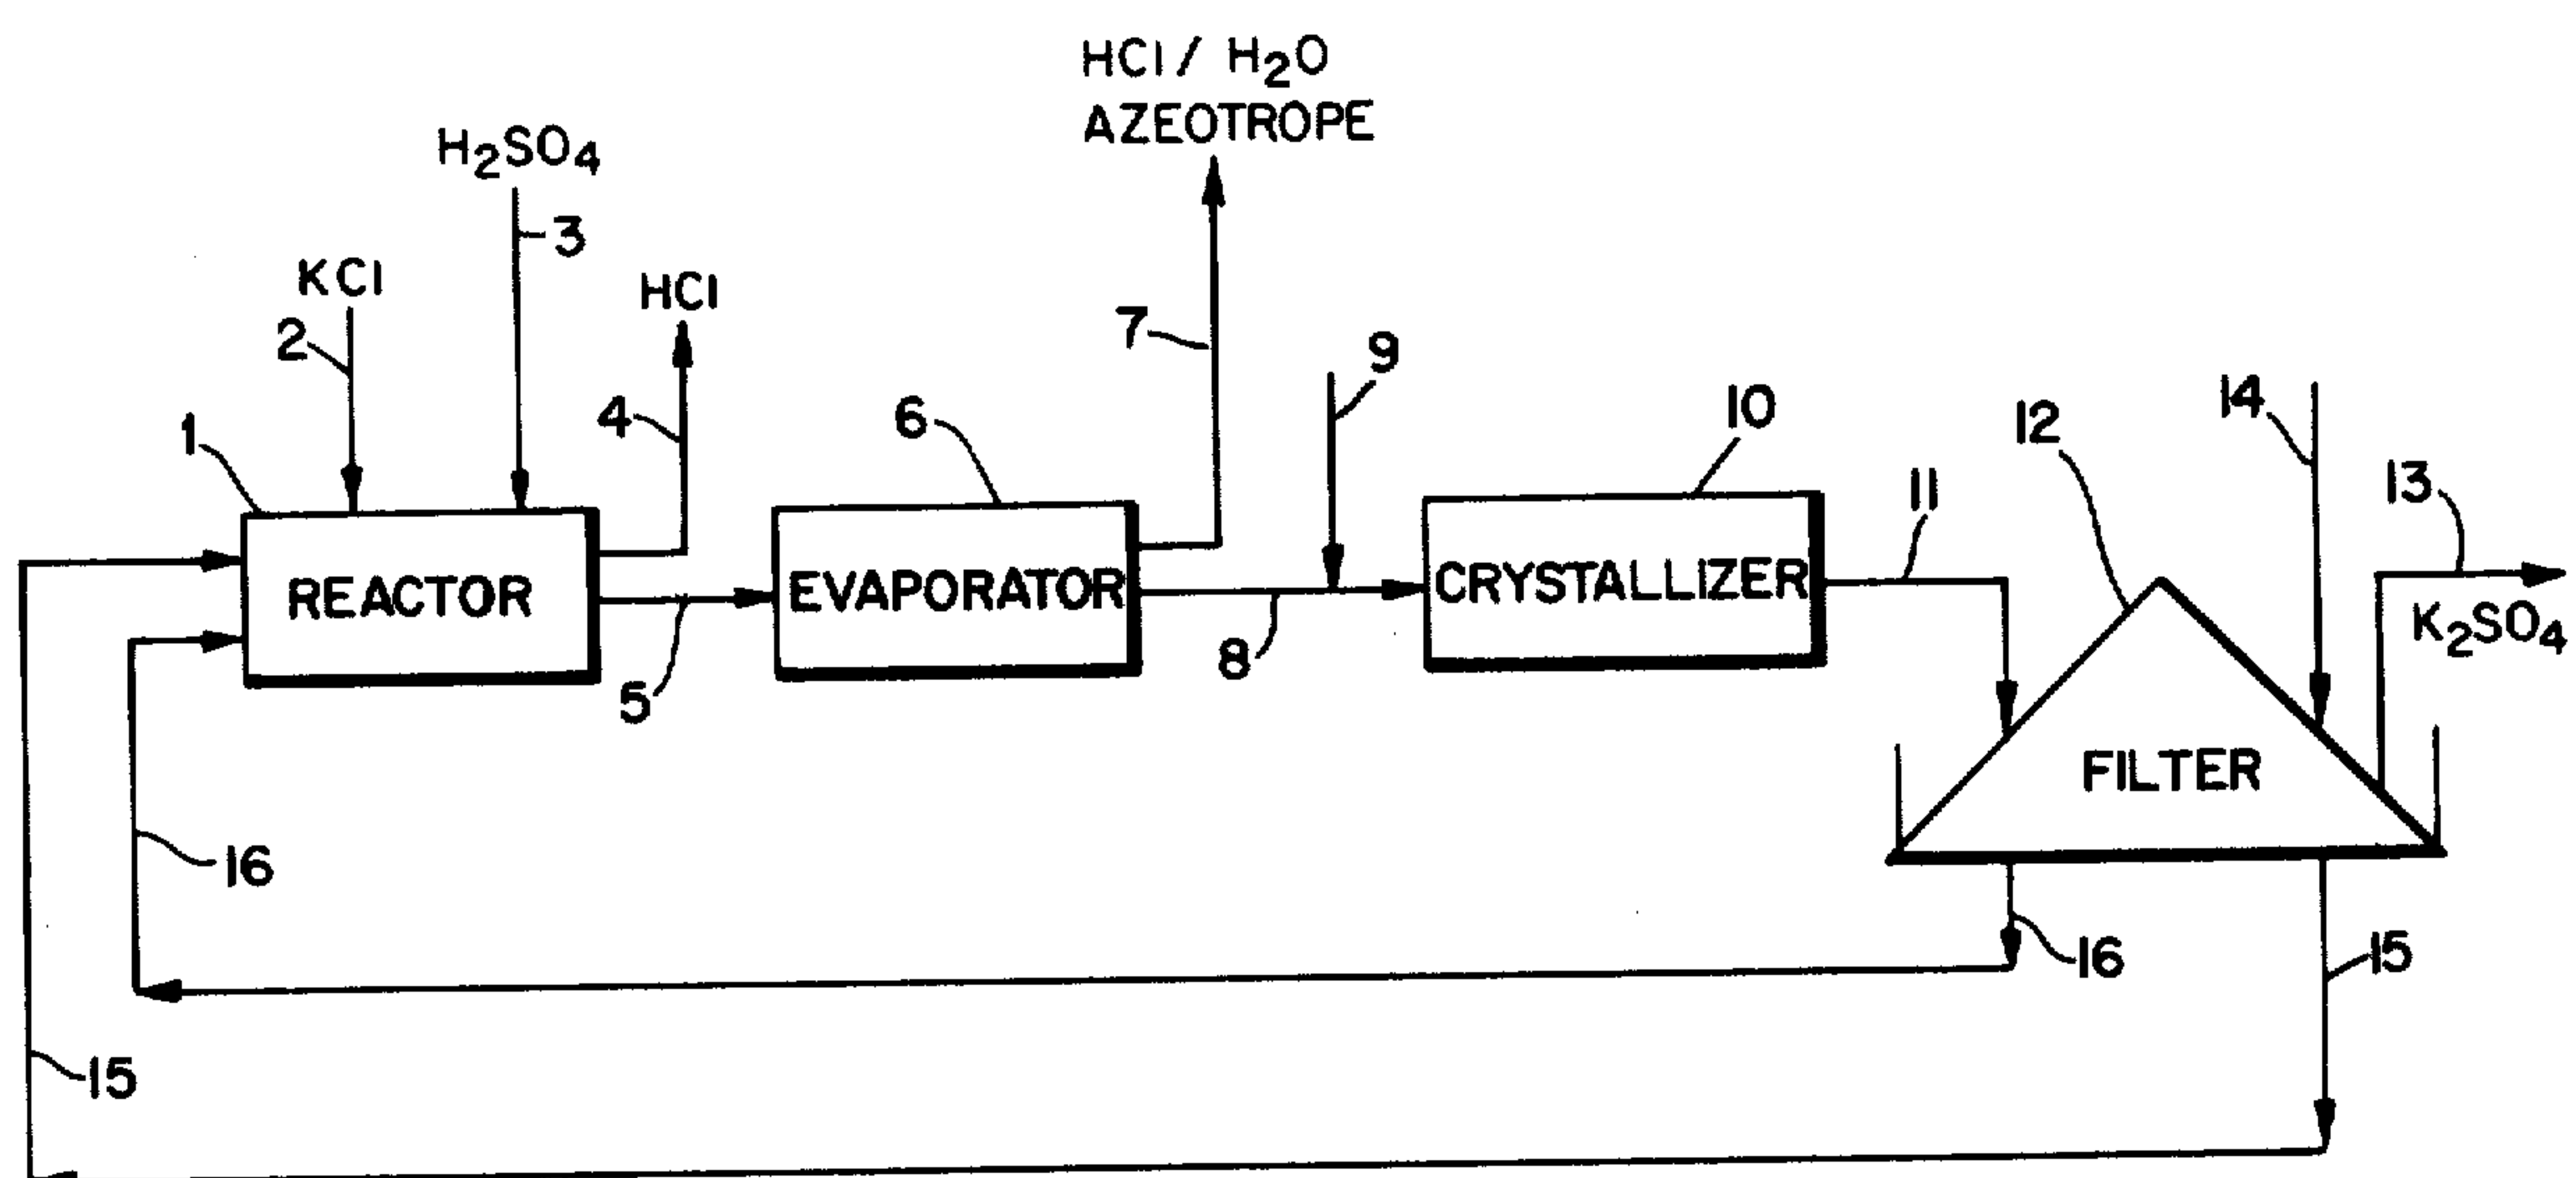 HCl / H2O
AZEOTROPE
H2SO4
3
KCl
HCl
2
7
9
1
4
6
10
14
12
11
13
REACTOR
EVAPORATOR
CRYSTALLIZER
K2SO4
5
8
FILTER
16
16
15
15